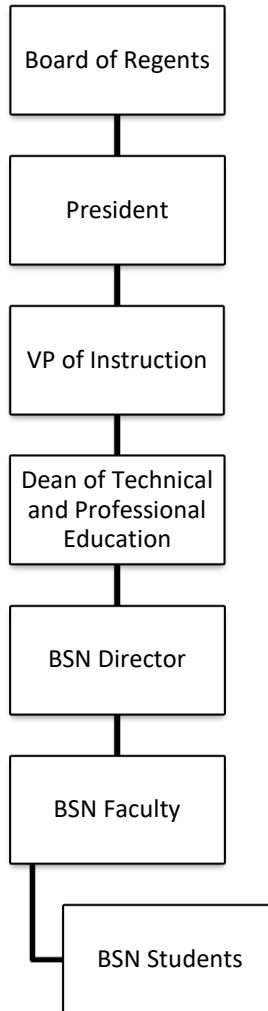 Board of Regents
President
VP of Instruction
Dean of Technical
and Professional
Education
BSN Director
BSN Faculty
BSN Students